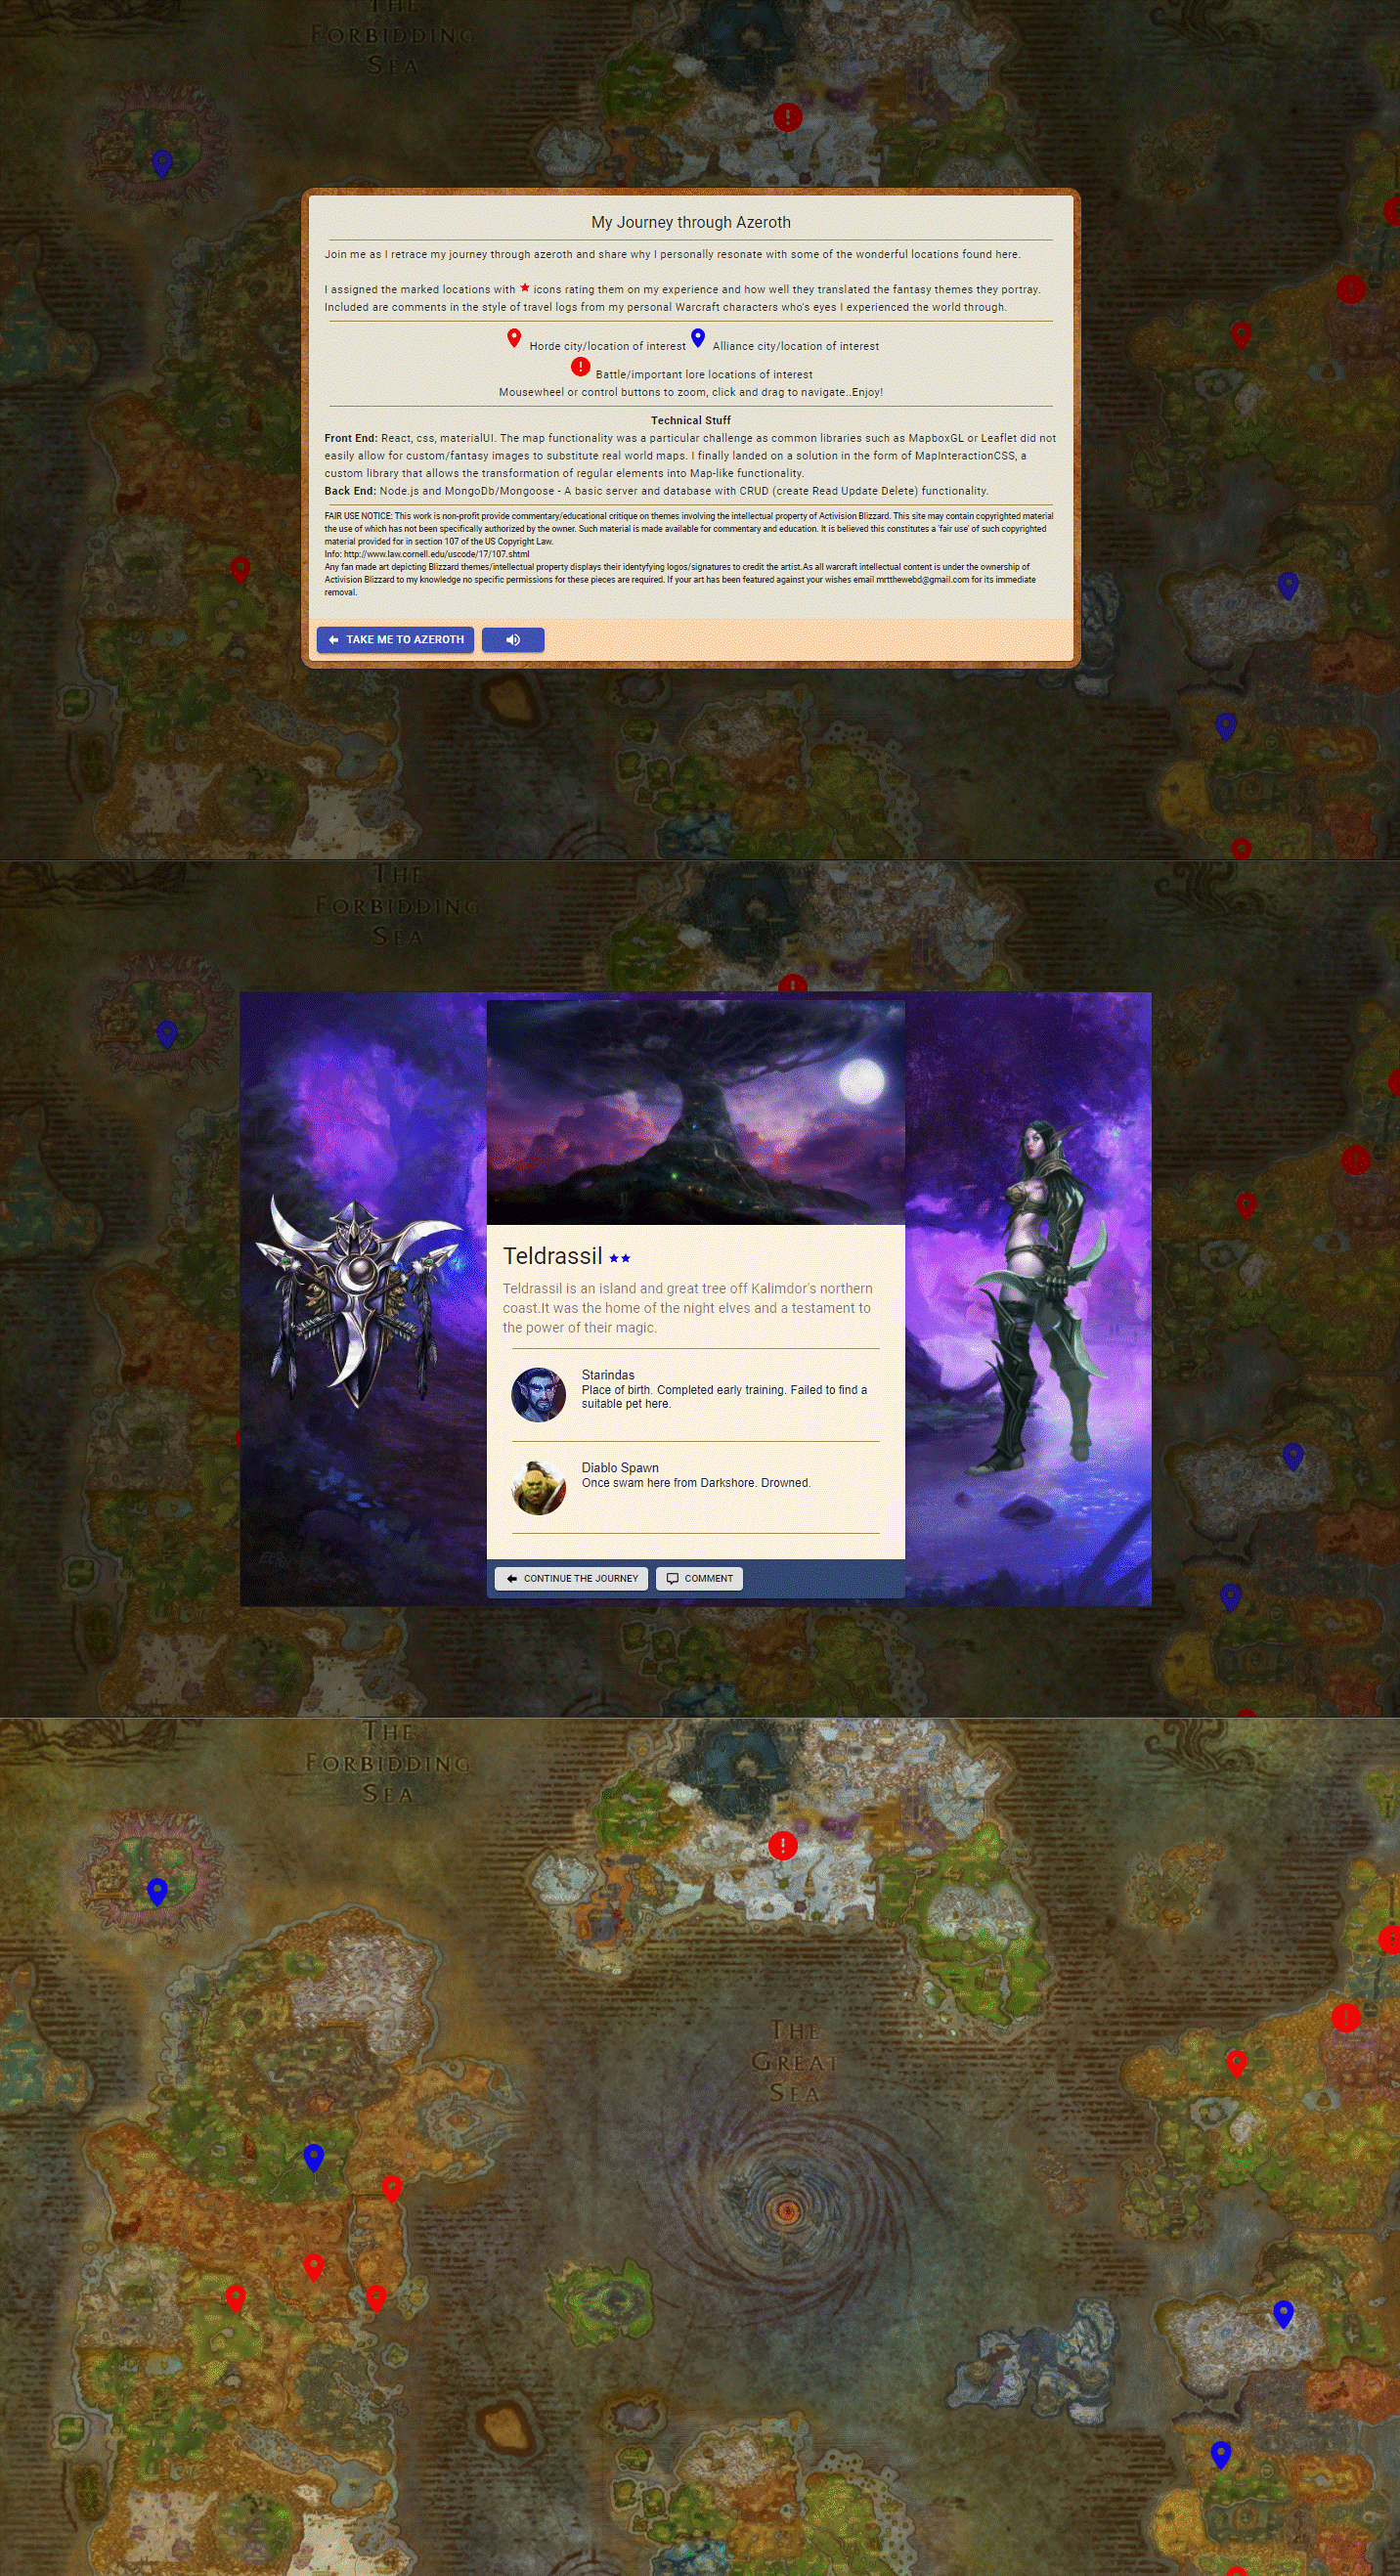 THE
FORBIDDING
SEA
My Journey through Azeroth
Join me as I retrace my journey through azeroth and share why I personally resonate with some of the wonderful locations found here.
I assigned the marked locations with ★ icons rating them on my experience and how well they translated the fantasy themes they portray.
Included are comments in the style of travel logs from my personal Warcraft characters who's eyes I experienced the world through.
Horde city/location of interest Alliance city/location of interest
Battle/important lore locations of interest
Mousewheel or control buttons to zoom, click and drag to navigate..Enjoy!
Technical Stuff
Front End: React, css, materialUI. The map functionality was a particular challenge as common libraries such as MapboxGL or Leaflet did not
easily allow for custom/fantasy images to substitute real world maps. I finally landed on a solution in the form of MapInteractionCSS, a
custom library that allows the transformation of regular elements into Map-like functionality.
Back End: Node.js and MongoDb/Mongoose - A basic server and database with CRUD (create Read Update Delete) functionality.
FAIR USE NOTICE: This work is non-profit provide commentary/educational critique on themes involving the intellectual property of Activision Blizzard. This site may contain copyrighted material
the use of which has not been specifically authorized by the owner. Such material is made available for commentary and education. It is believed this constitutes a 'fair use' of such copyrighted
material provided for in section 107 of the US Copyright Law.
Info: http://www.law.cornell.edu/uscode/17/107.shtml
Any fan made art depicting Blizzard themes/intellectual property displays their identyfying logos/signatures to credit the artist.As all warcraft intellectual content is under the ownership of
Activision Blizzard to my knowledge no specific permissions for these pieces are required. If your art has been featured against your wishes email mrtthewebd@gmail.com for its immediate
removal.
TAKE ME TO AZEROTH
THE
FORBIDDING
SEA
Teldrassil ★★
Teldrassil is an island and great tree off Kalimdor's northern
coast.It was the home of the night elves and a testament to
the power of their magic.
Starindas
Place of birth. Completed early training. Failed to find a
suitable pet here.
Diablo Spawn
Once swam here from Darkshore. Drowned.
CONTINUE THE JOURNEY COMMENT
THE
FORBIDDING
SEA
THE
GREAT
SEA